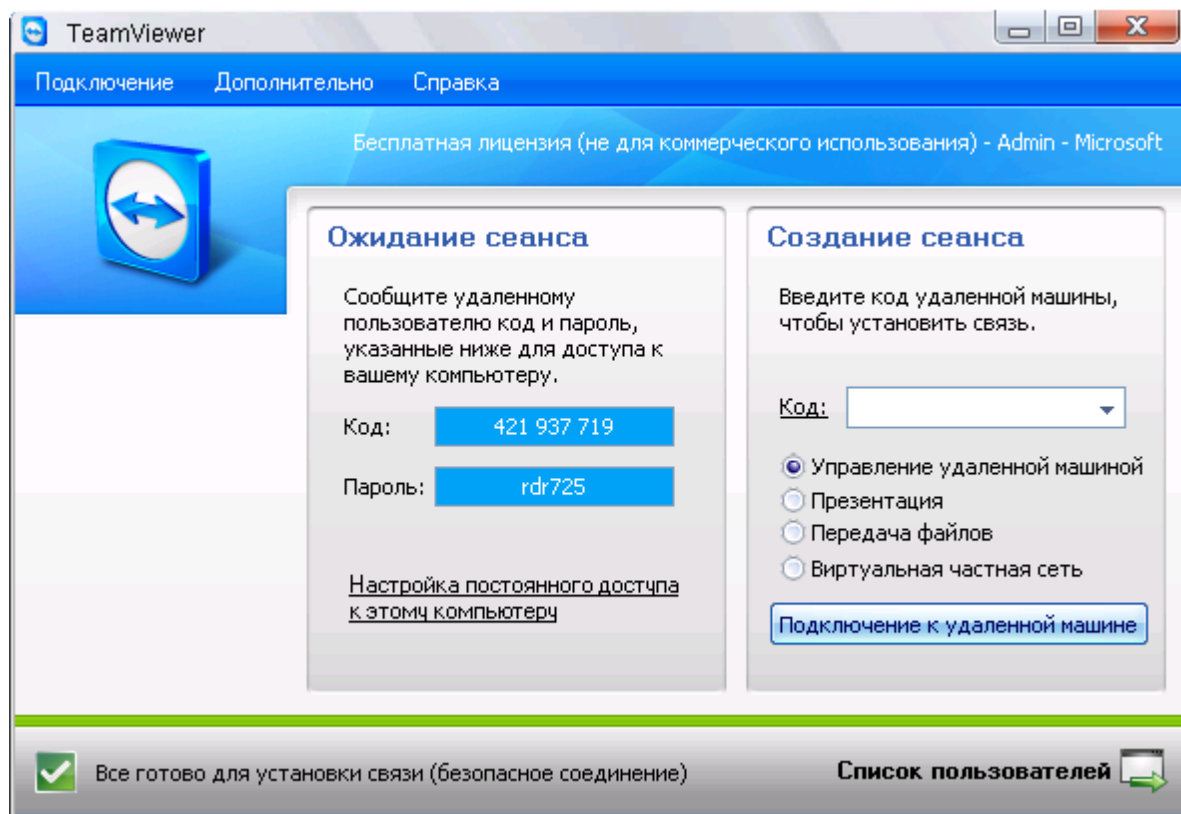 TeamViewer
Подключение Дополнительно Справка
Бесплатная лицензия (не для коммерческого использования) - Admin - Microsoft
Ожидание сеанса
Сообщите удаленному
пользователю код и пароль,
указанные ниже для доступа к
вашему компьютеру.
Код: 421 937 719
Пароль: rdr725
Настройка постоянного доступа
к этому компьютеру
Создание сеанса
Введите код удаленной машины,
чтобы установить связь.
Код:
Управление удаленной машиной
Презентация
Передача файлов
Виртуальная частная сеть
Подключение к удаленной машине
Все готово для установки связи (безопасное соединение)
Список пользователей